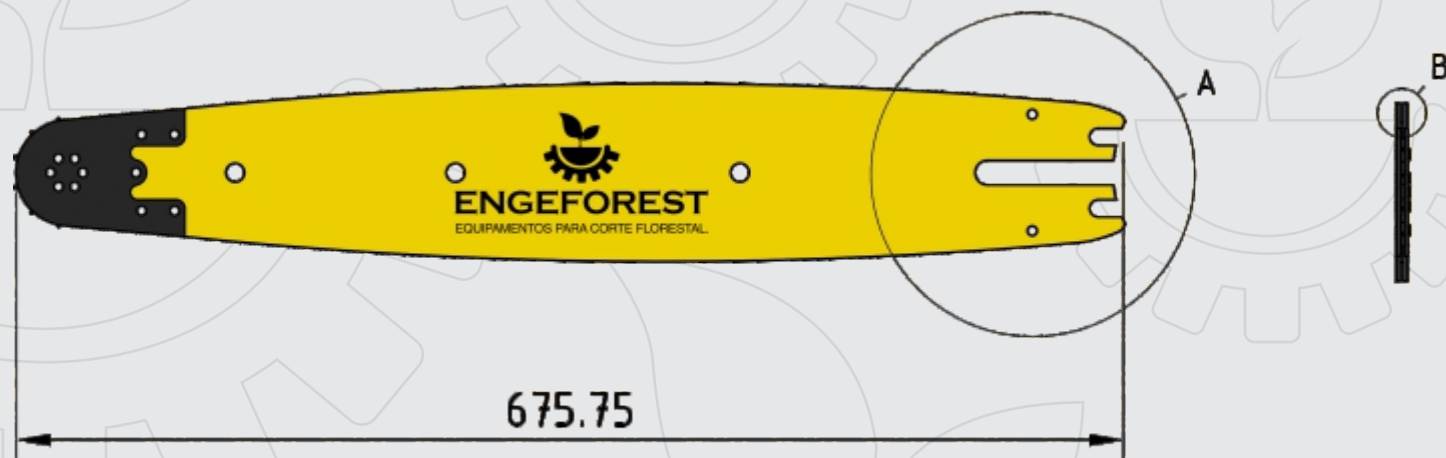 A
B
ENGEFOREST
EQUIPAMENTOS PARA CORTE FLORESTAL.
675.75